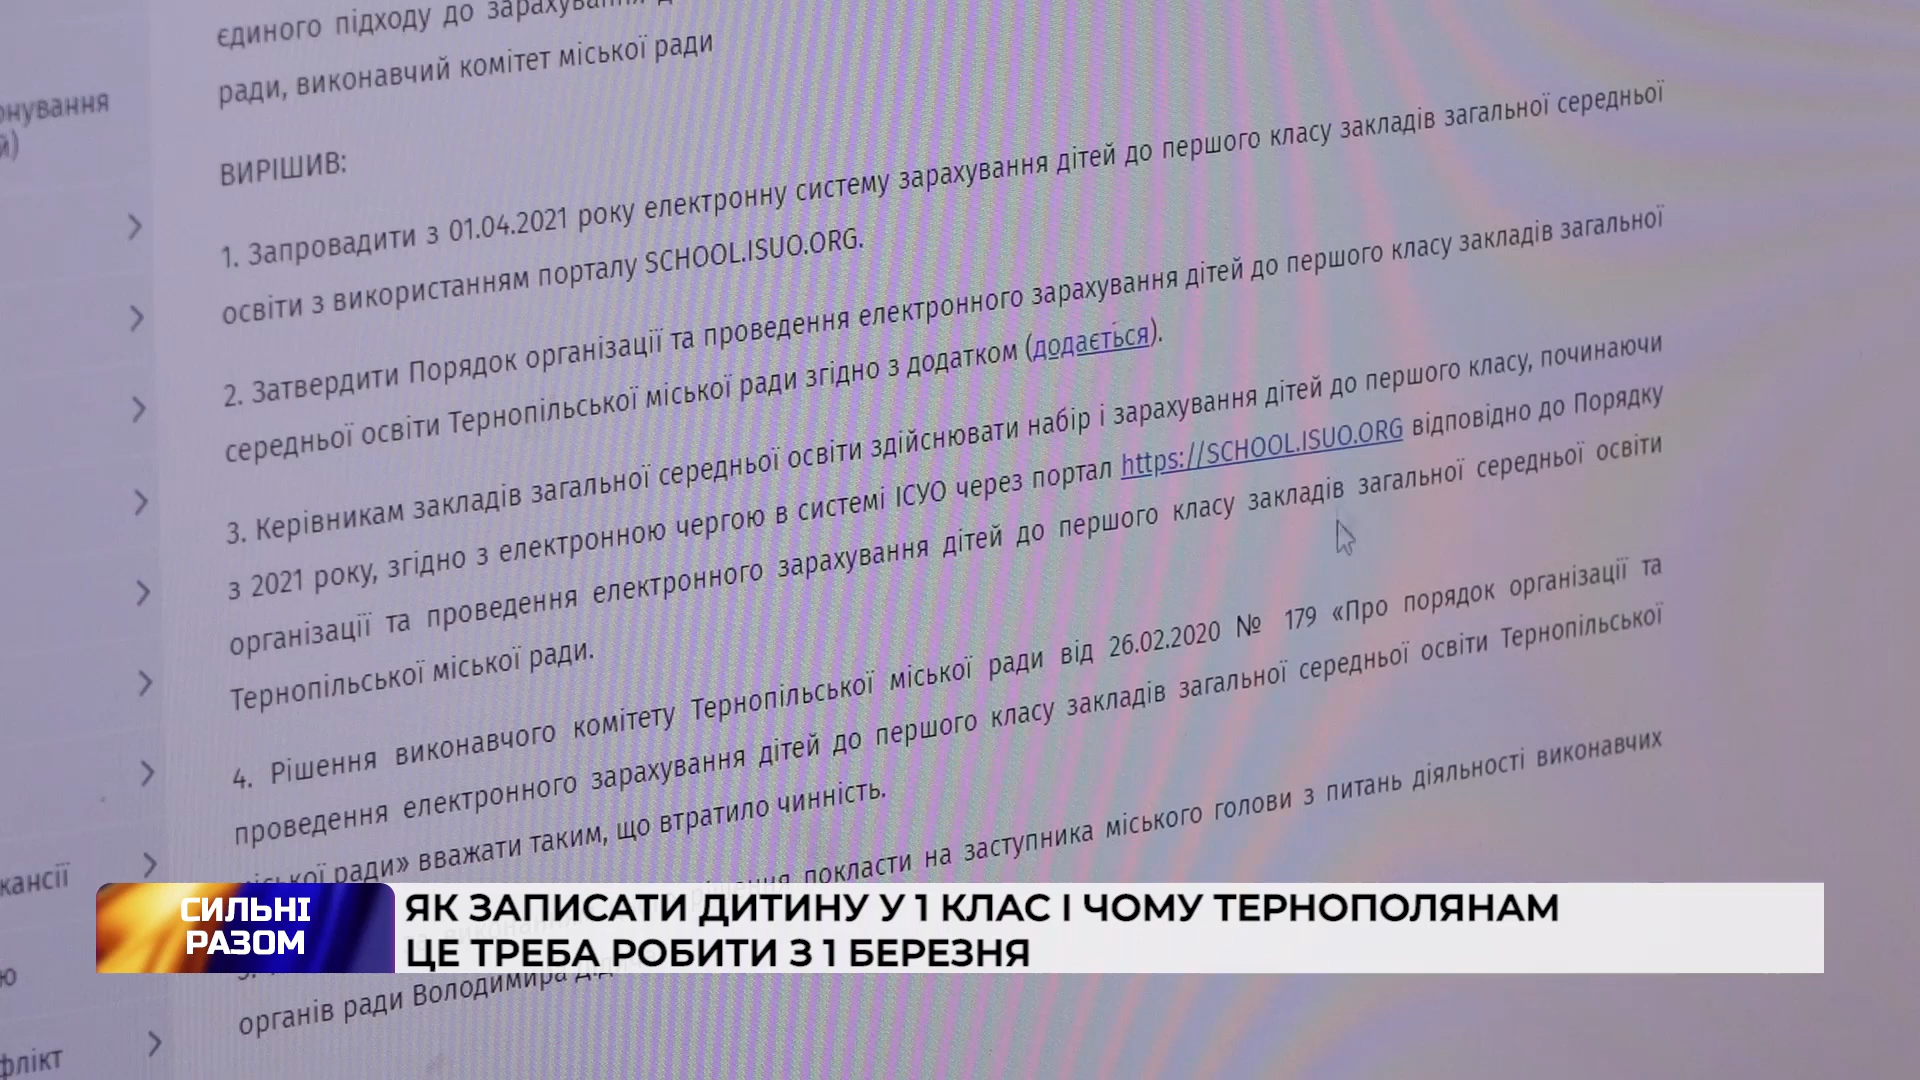 єдиного підходу до зарахування
ради, виконавчий комітет міської ради
ВИРІШИВ:
1. Запровадити з 01.04.2021 року електронну систему зарахування дітей до першого класу закладів загальної середньої
освіти з використанням порталу SCHOOL.ISUO.ORG.
2. Затвердити Порядок організації та проведення електронного зарахування дітей до першого класу закладів загальної
середньої освіти Тернопільської міської ради згідно з додатком (додається).
3. Керівникам закладів загальної середньої освіти здійснювати набір і зарахування дітей до першого класу, починаючи
з 2021 року, згідно з електронною чергою в системі ІСУО через портал https://SCHOOL.ISUO.ORG відповідно до Порядку
організації та проведення електронного зарахування дітей до першого класу закладів загальної середньої освіти
Тернопільської міської ради.
4. Рішення виконавчого комітету Тернопільської міської ради від 26.02.2020 № 179 «Про порядок організації та
проведення електронного зарахування дітей до першого класу закладів загальної середньої освіти Тернопільської
міської ради» вважати таким, що втратило чинність.
покласти на заступника міського голови з питань діяльності виконавчих
органів ради Володимира
онування
й)
кансії
ю
флікт
СИЛЬНІ
РАЗОМ
ЯК ЗАПИСАТИ ДИТИНУ У 1 КЛАС І ЧОМУ ТЕРНОПОЛЯНАМ
ЦЕ ТРЕБА РОБИТИ З 1 БЕРЕЗНЯ